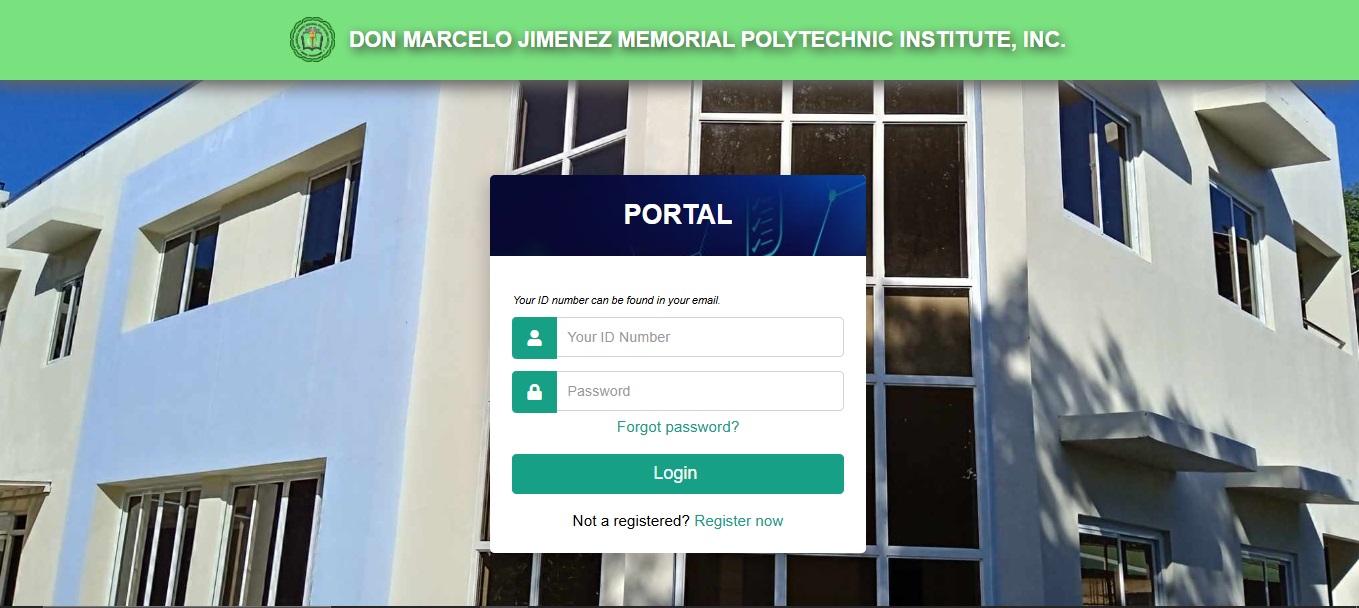 DON MARCELO JIMENEZ MEMORIAL POLYTECHNIC INSTITUTE, INC.
PORTAL
Your ID number can be found in your email.
Your ID Number
Password
Forgot password?
Login
Not a registered? Register now